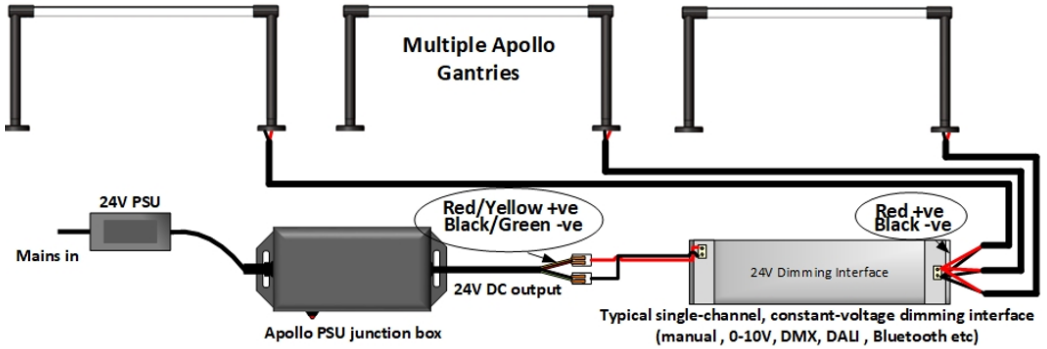 Multiple Apollo
Gantries
24V PSU
Mains in
Red/Yellow +ve
Black/Green -ve
Red +ve
Black -ve
24V DC output
24V Dimming Interface
Apollo PSU junction box
Typical single-channel, constant-voltage dimming interface
(manual , 0-10V, DMX, DALI , Bluetooth etc)